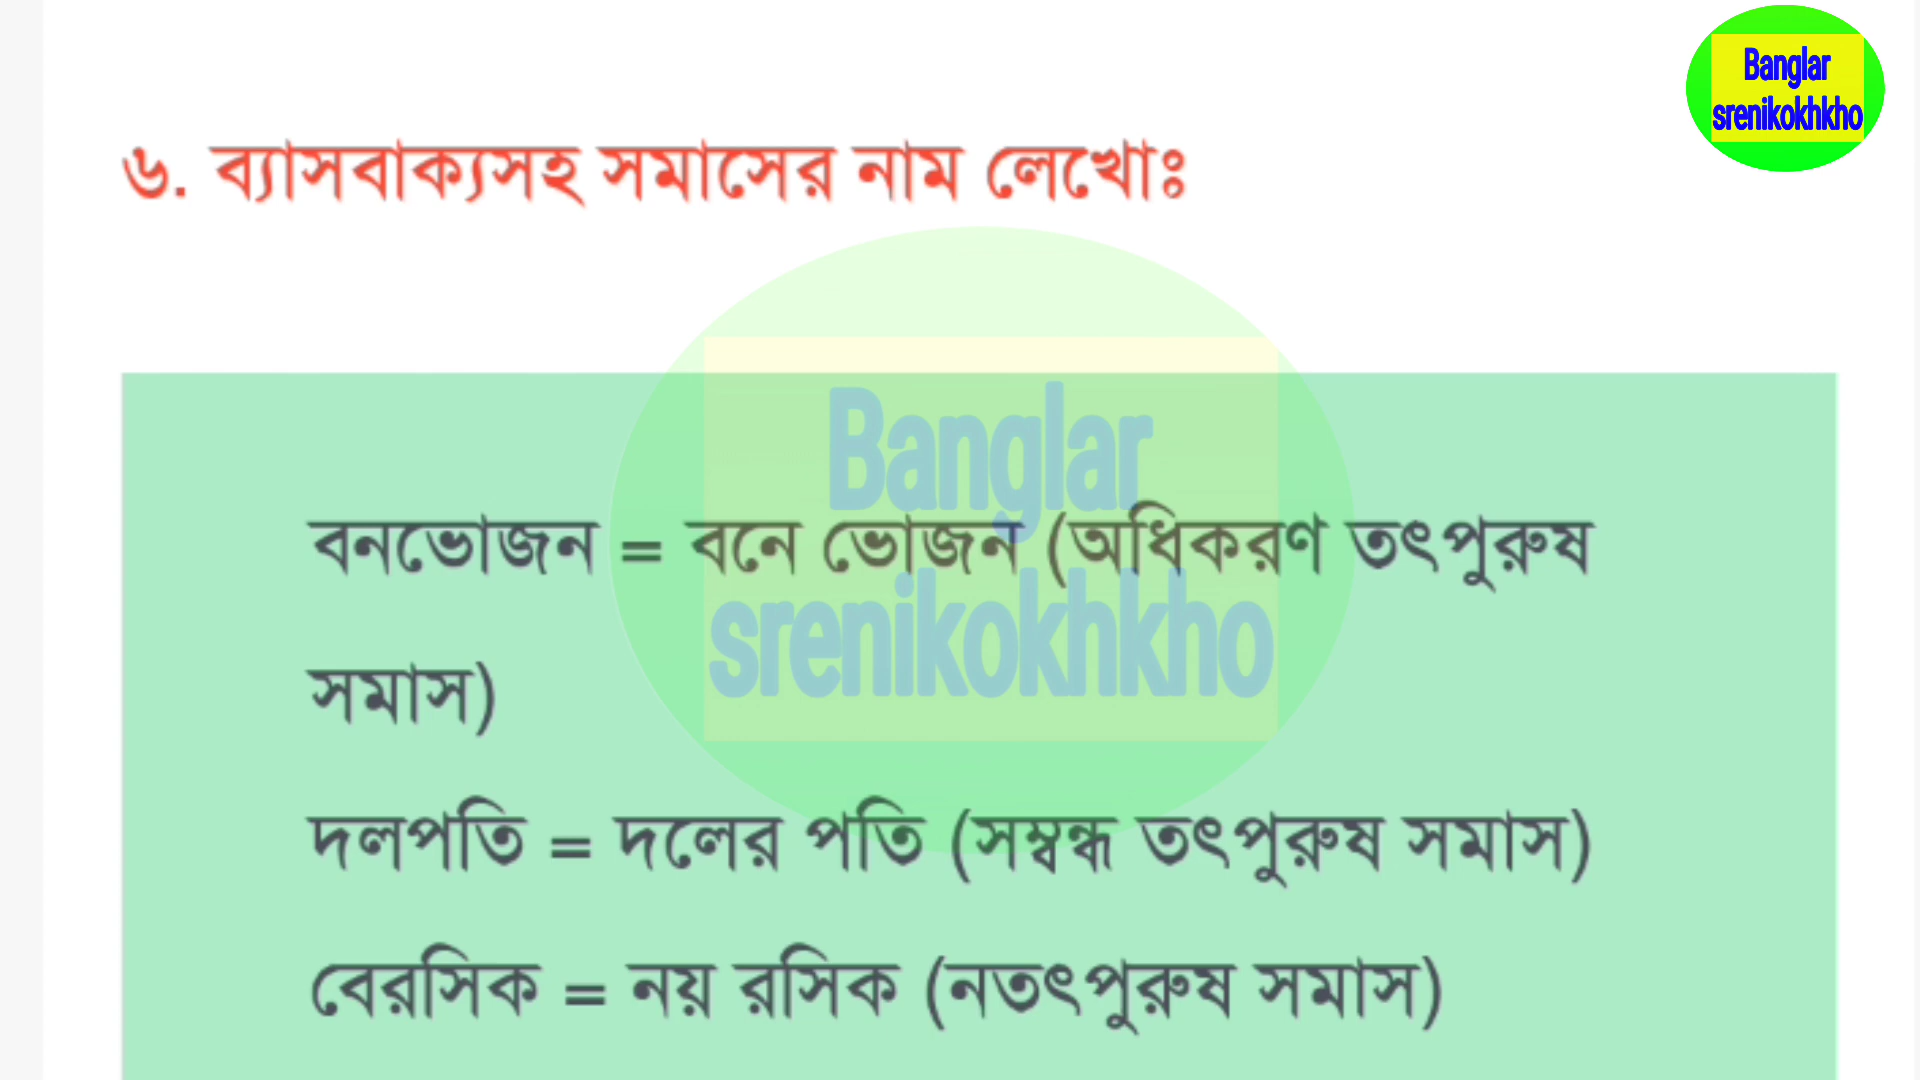 Banglar
srenikokhkho
৬. ব্যাসবাক্যসহ সমাসের নাম লেখোঃ
Banglar
srenikokhkho
বনভোজন = বনে ভোজন (অধিকরণ তৎপুরুষ
সমাস)
দলপতি = দলের পতি (সম্বন্ধ তৎপুরুষ সমাস)
বেরসিক = নয় রসিক (নতৎপুরুষ সমাস)